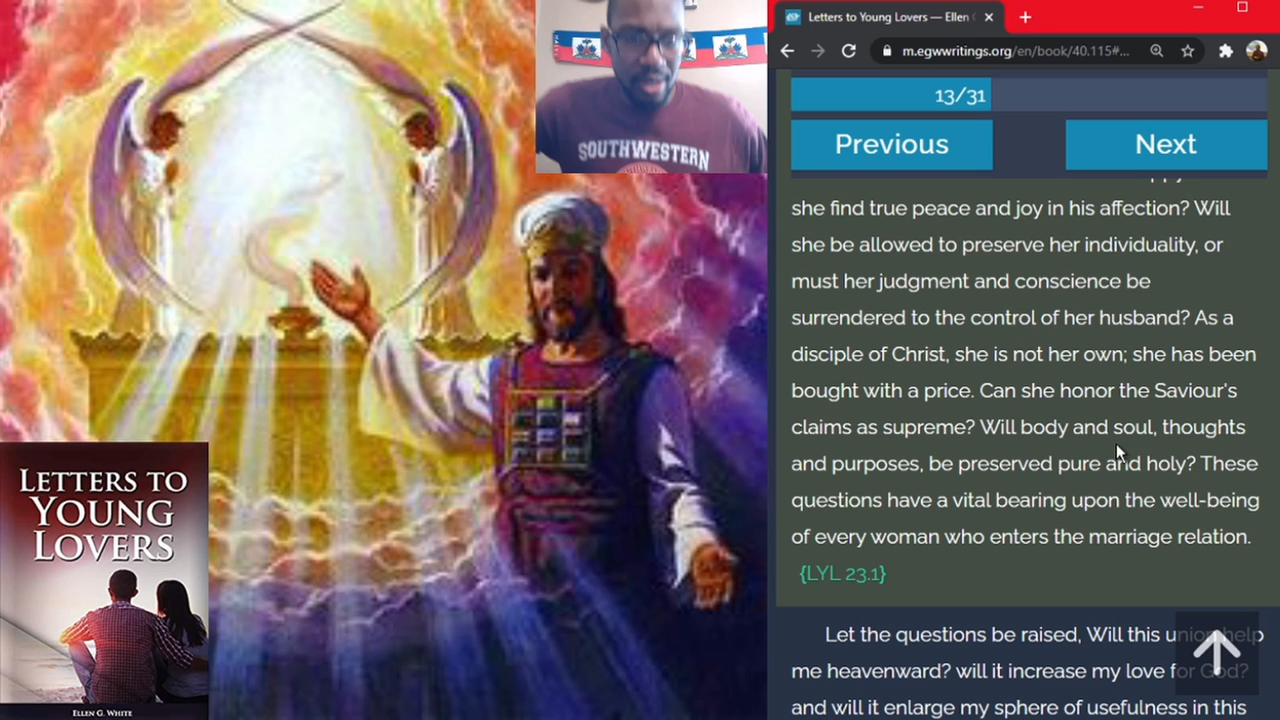 SOUTHWESTERN
LETTERS TO
YOUNG
LOVERS
ELLEN G. WHITE
Letters to Young Lovers — Ellen
m.egwwritings.org/en/book/40.115#...
13/31
Previous
Next
she find true peace and joy in his affection? Will
she be allowed to preserve her individuality, or
must her judgment and conscience be
surrendered to the control of her husband? As a
disciple of Christ, she is not her own; she has been
bought with a price. Can she honor the Saviour's
claims as supreme? Will body and soul, thoughts
and purposes, be preserved pure and holy? These
questions have a vital bearing upon the well-being
of every woman who enters the marriage relation.
{LYL 23.1}
Let the questions be raised, Will this union help
me heavenward? will it increase my love for God?
and will it enlarge my sphere of usefulness in this